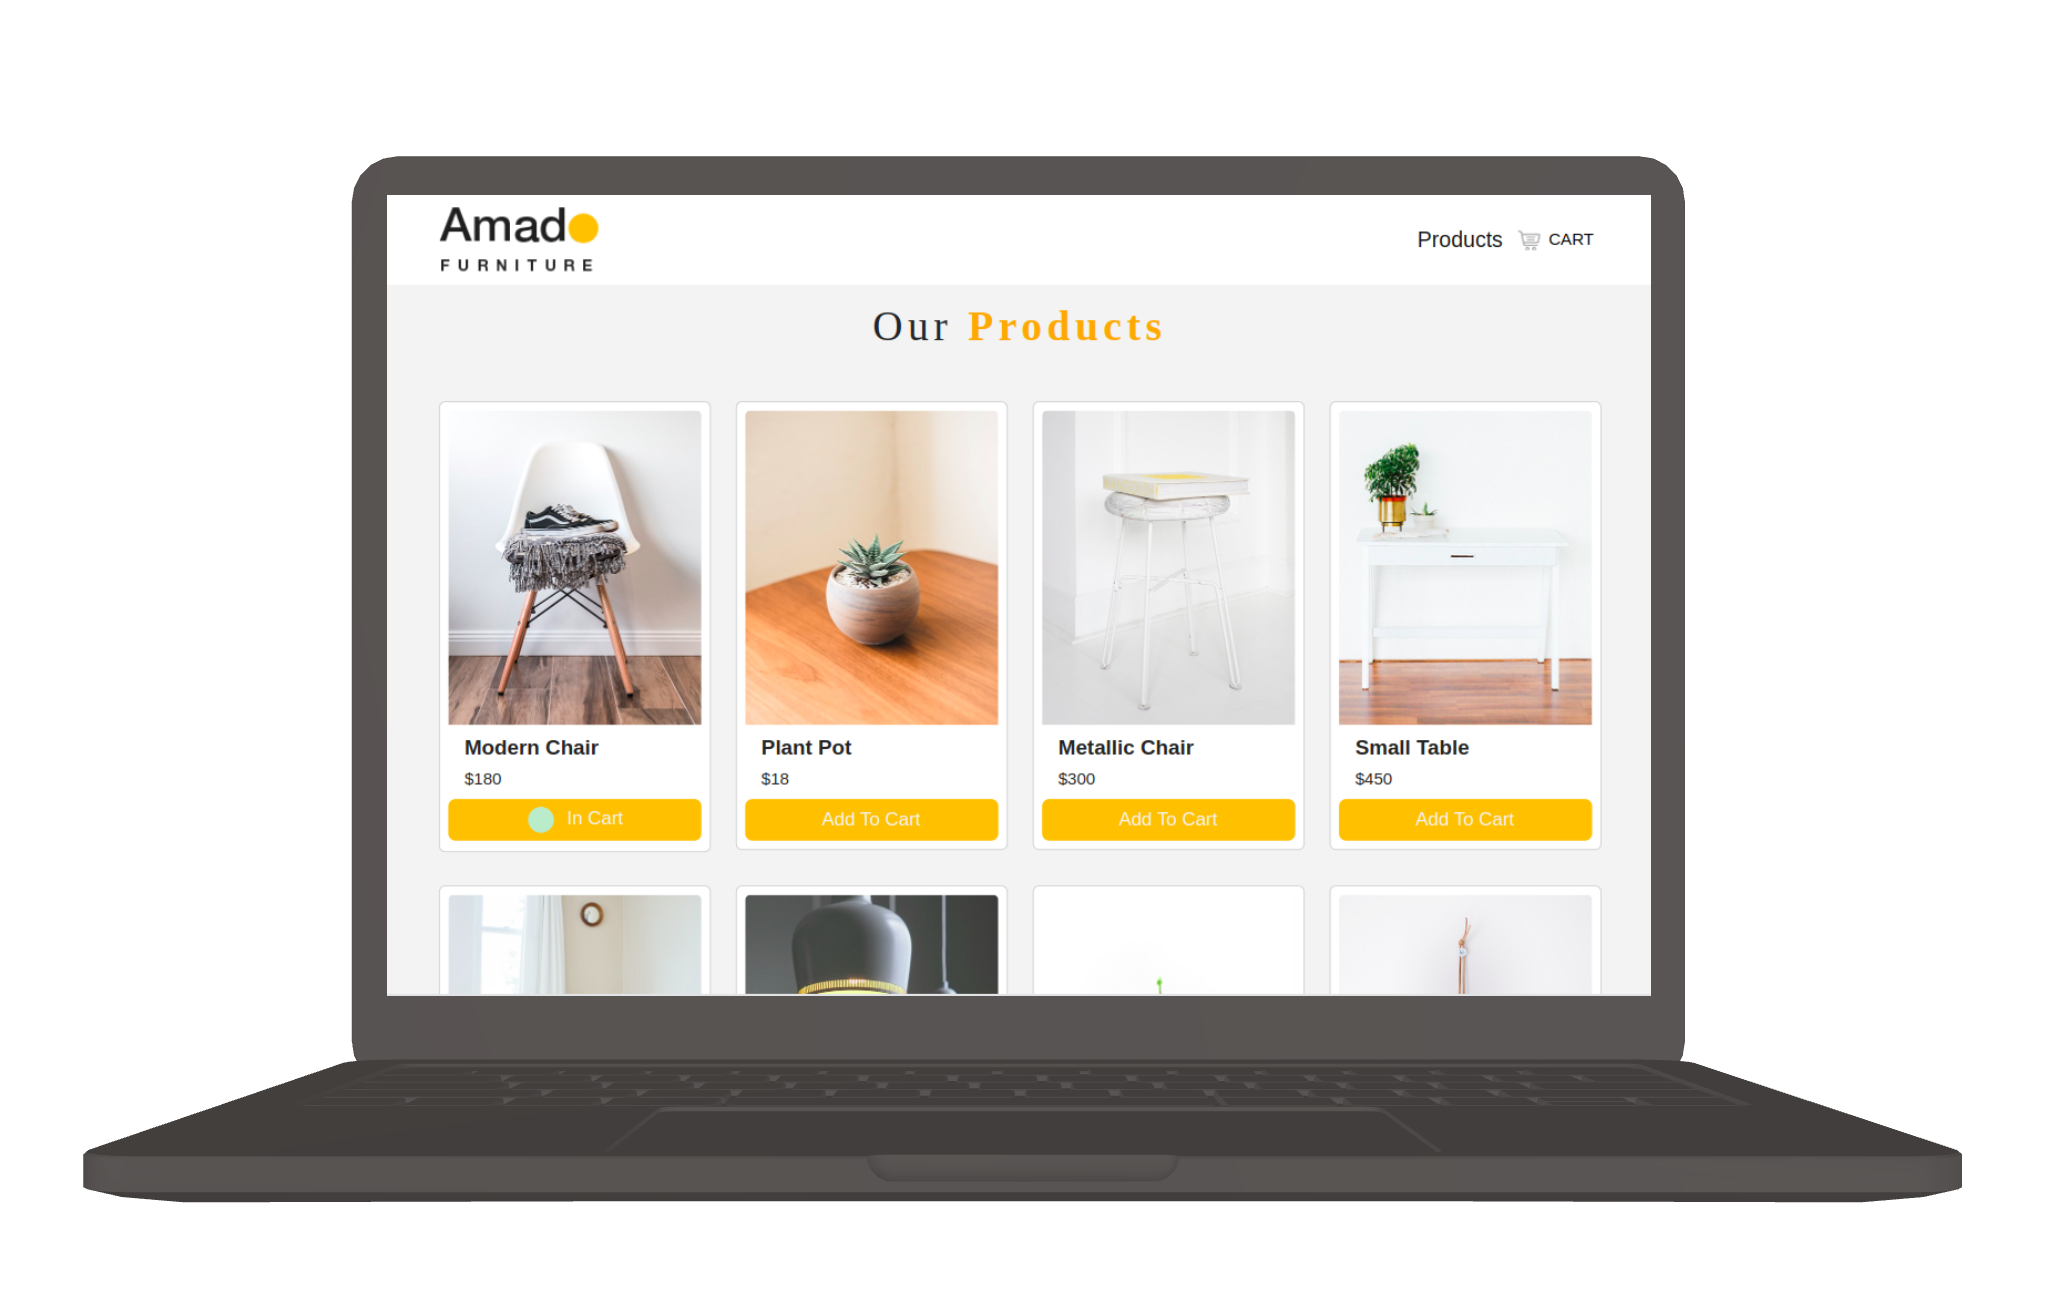 Amado
FURNITURE
Products CART
Our Products
Modern Chair
$180
In Cart
Plant Pot
$18
Add To Cart
Metallic Chair
$300
Add To Cart
Small Table
$450
Add To Cart